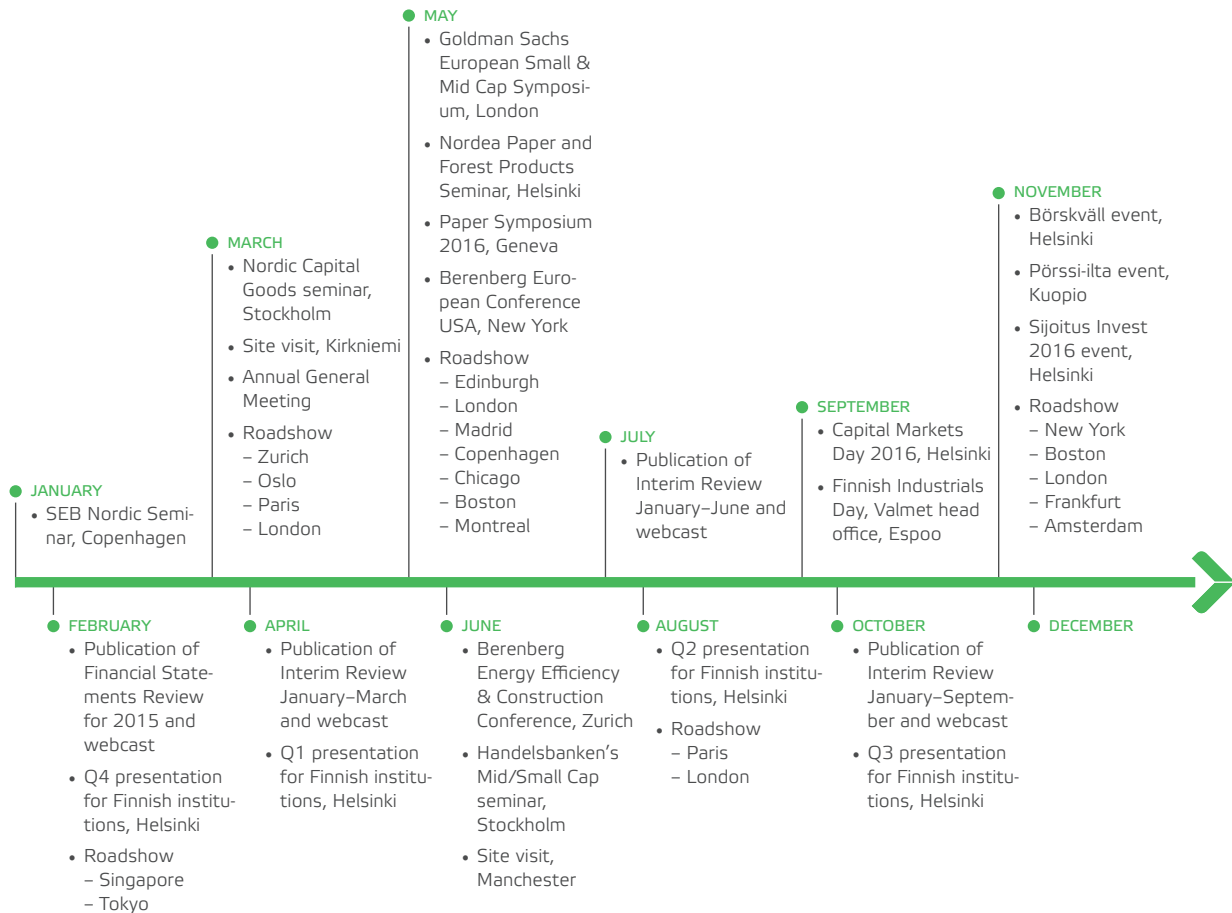 JANUARY
• SEB Nordic Semi-
nar, Copenhagen
FEBRUARY
• Publication of
Financial State-
ments Review
for 2015 and
webcast
• Q4 presentation
for Finnish institu-
tions, Helsinki
• Roadshow
– Singapore
– Tokyo
MARCH
• Nordic Capital
Goods seminar,
Stockholm
• Site visit, Kirkniemi
• Annual General
Meeting
• Roadshow
– Zurich
– Oslo
– Paris
– London
APRIL
• Publication of
Interim Review
January–March
and webcast
• Q1 presentation
for Finnish institu-
tions, Helsinki
MAY
• Goldman Sachs
European Small &
Mid Cap Symposi-
um, London
• Nordea Paper and
Forest Products
Seminar, Helsinki
• Paper Symposium
2016, Geneva
• Berenberg Euro-
pean Conference
USA, New York
• Roadshow
– Edinburgh
– London
– Madrid
– Copenhagen
– Chicago
– Boston
– Montreal
JUNE
• Berenberg
Energy Efficiency
& Construction
Conference, Zurich
• Handelsbanken’s
Mid/Small Cap
seminar,
Stockholm
• Site visit,
Manchester
JULY
• Publication of
Interim Review
January–June and
webcast
AUGUST
• Q2 presentation
for Finnish institu-
tions, Helsinki
• Roadshow
– Paris
– London
SEPTEMBER
• Capital Markets
Day 2016, Helsinki
• Finnish Industrials
Day, Valmet head
office, Espoo
OCTOBER
• Publication of
Interim Review
January–Septem-
ber and webcast
• Q3 presentation
for Finnish institu-
tions, Helsinki
NOVEMBER
• Börskväll event,
Helsinki
• Pörssi-ilta event,
Kuopio
• Sijoitus Invest
2016 event,
Helsinki
• Roadshow
– New York
– Boston
– London
– Frankfurt
– Amsterdam
DECEMBER